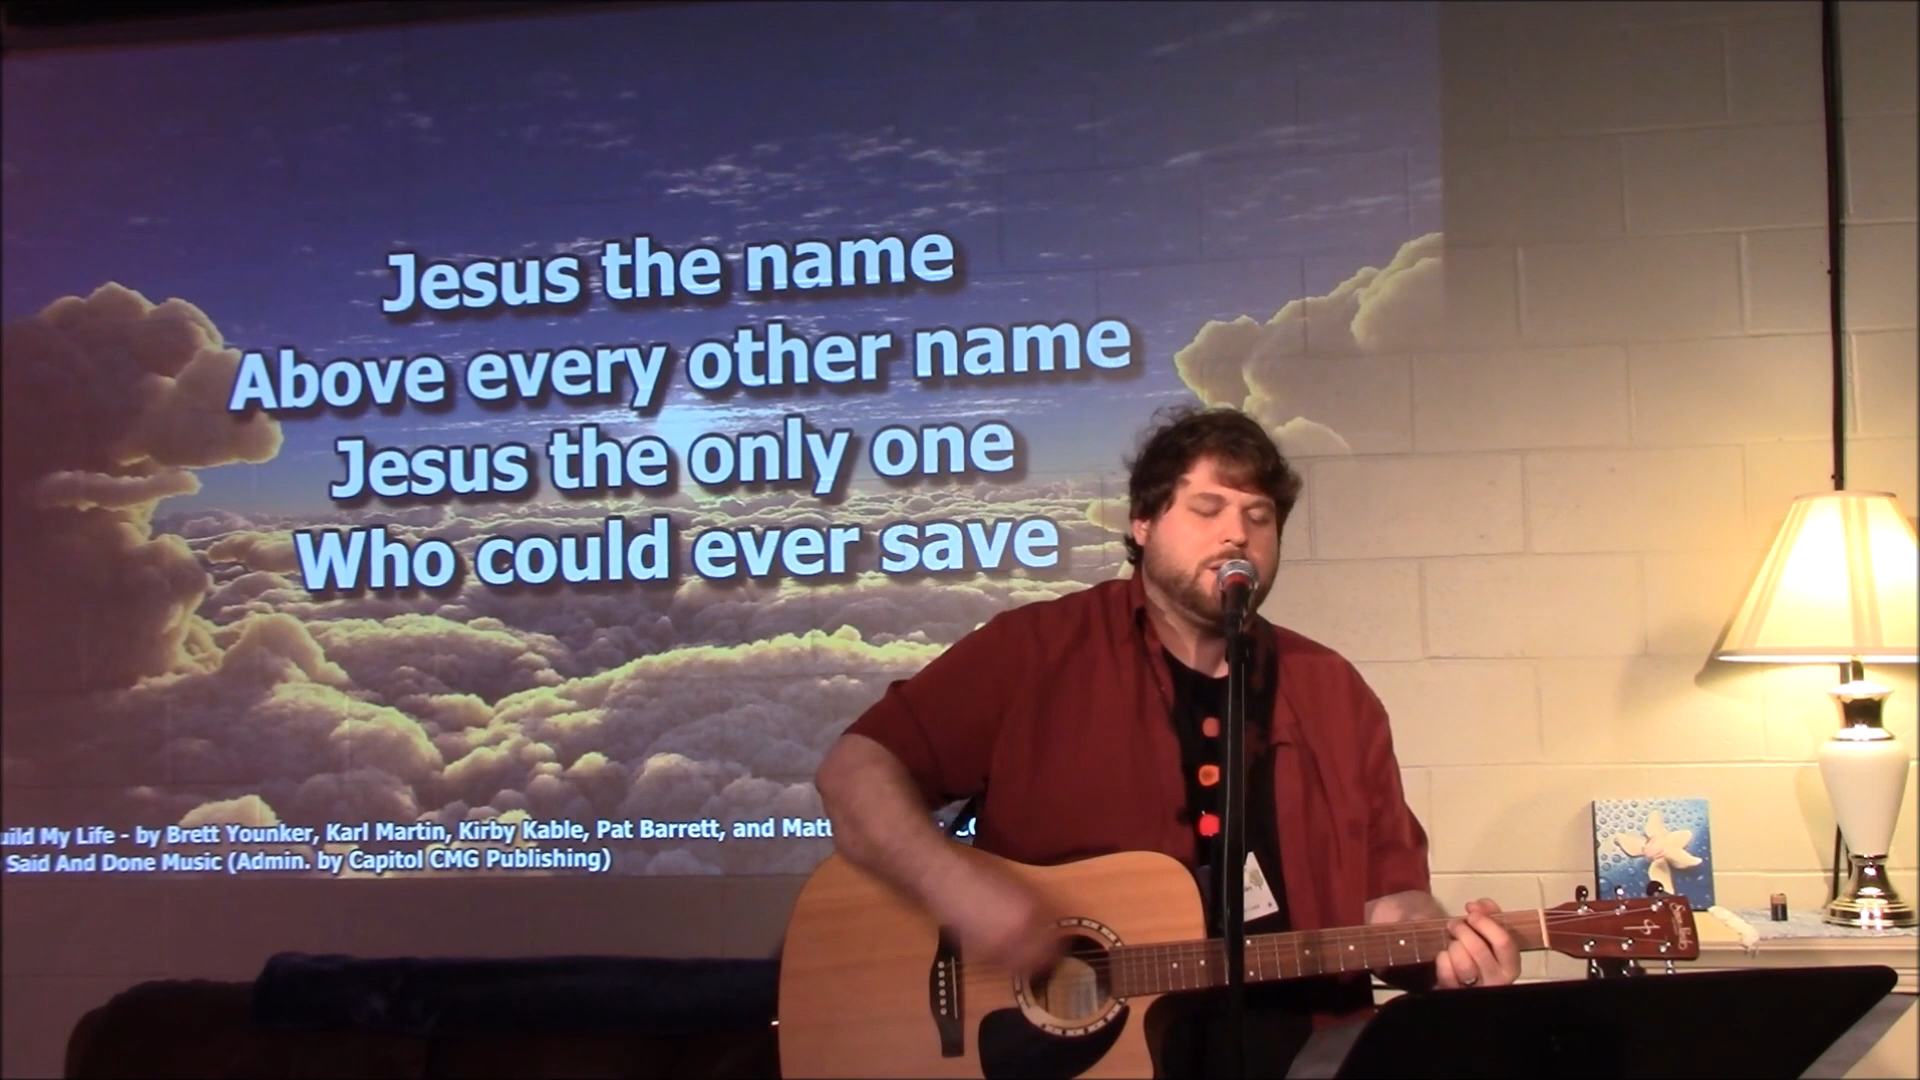 Jesus the name
Above every other name
Jesus the only one
Who could ever save
uild My Life - by Brett Younker, Karl Martin, Kirby Kable, Pat Barrett, and Matt
Said And Done Music (Admin. by Capitol CMG Publishing)